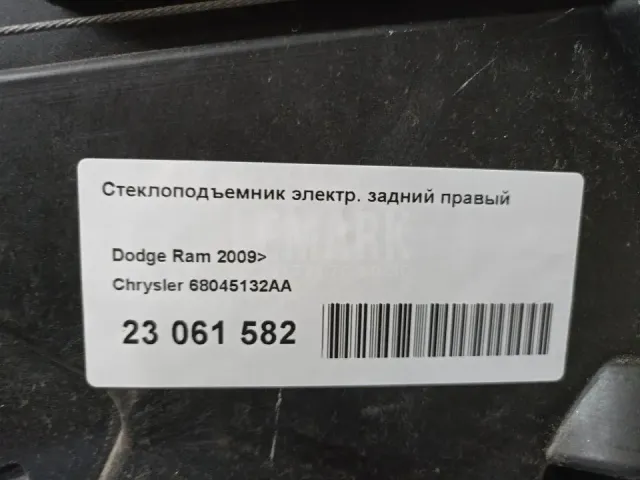 Стеклоподъемник электр. задний правый
Dodge Ram 2009>
Chrysler 68045132AA
23 061 582